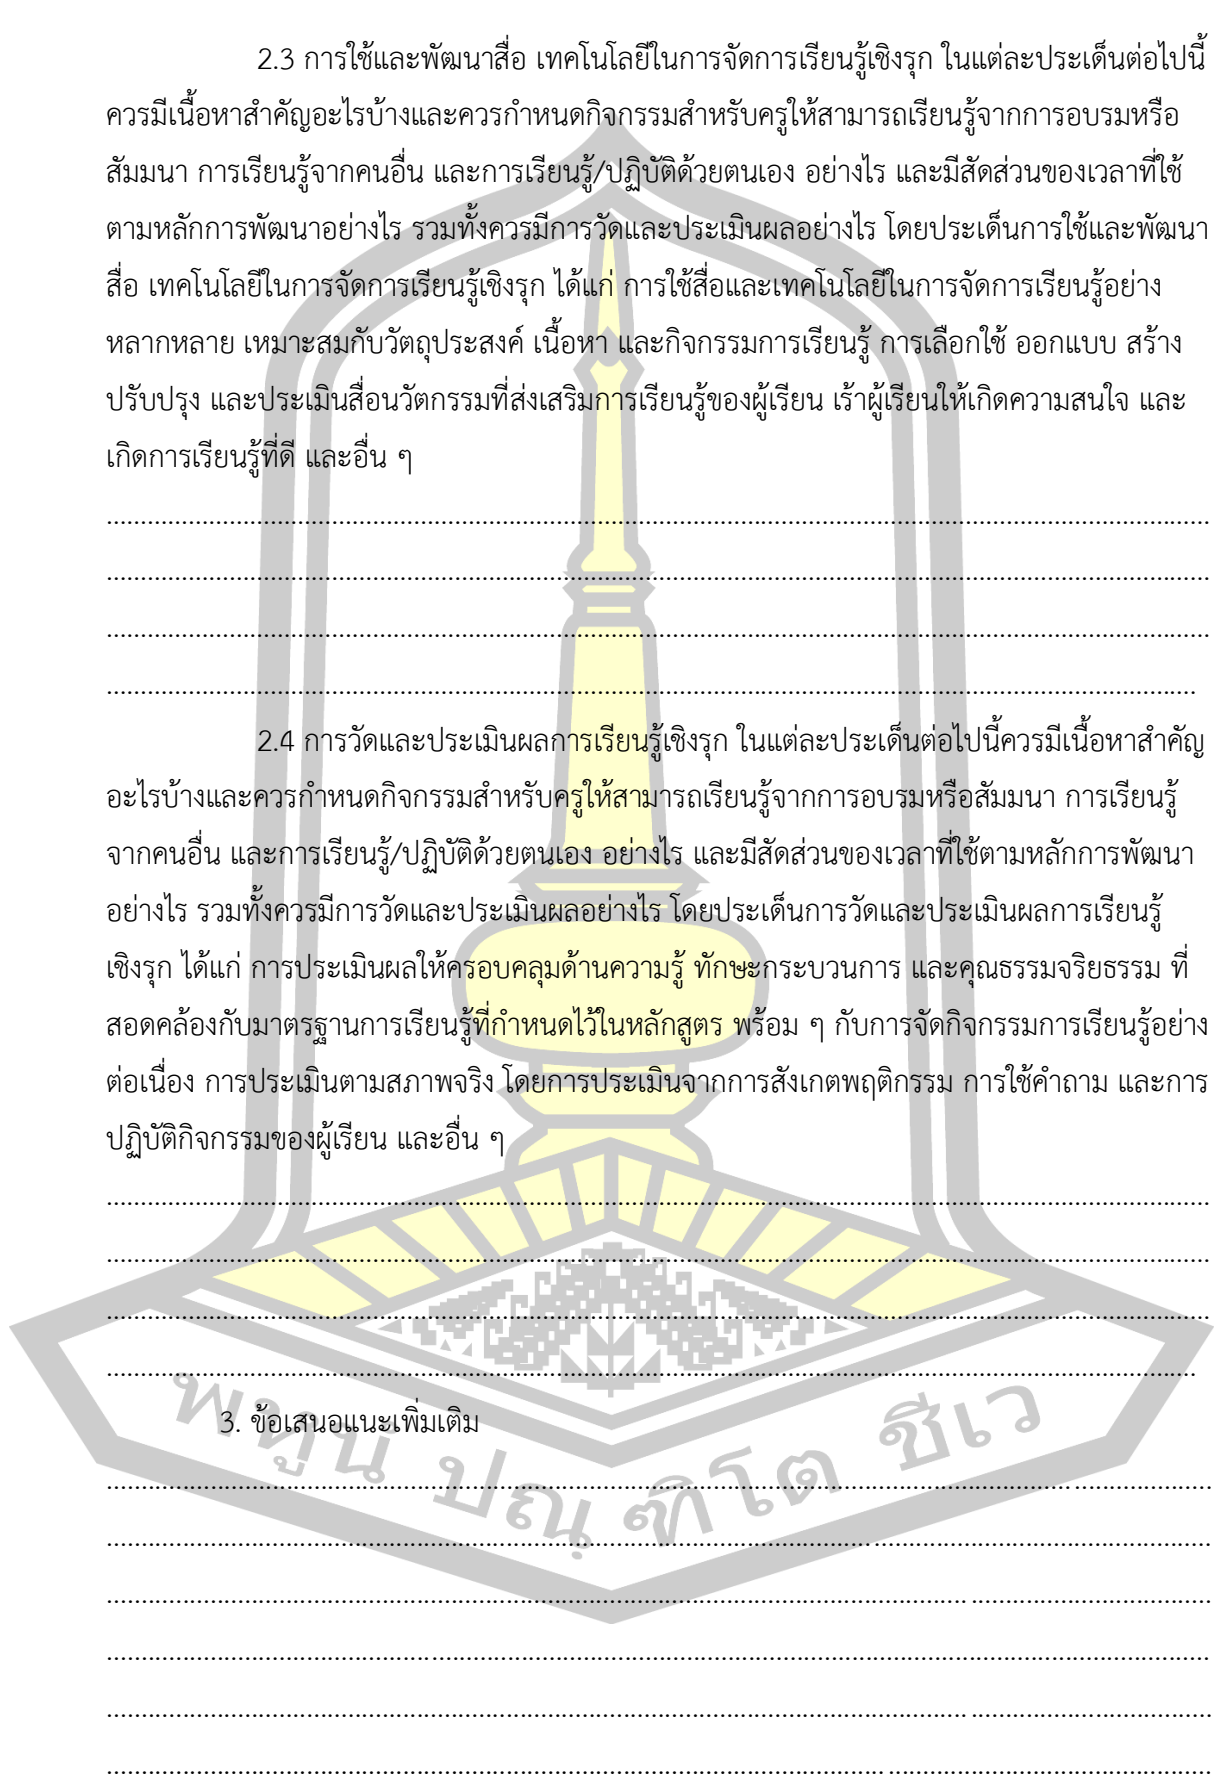 2.3 การใช้และพัฒนาสื่อ เทคโนโลยีในการจัดการเรียนรู้เชิงรุก ในแต่ละประเด็นต่อไปนี้
ควรมีเนื้อหาสำคัญอะไรบ้างและควรกำหนดกิจกรรมสำหรับครูให้สามารถเรียนรู้จากการอบรมหรือ
สัมมนา การเรียนรู้จากคนอื่น และการเรียนรู้/ปฏิบัติด้วยตนเอง อย่างไร และมีสัดส่วนของเวลาที่ใช้
ตามหลักการพัฒนาอย่างไร รวมทั้งควรมีการวัดและประเมินผลอย่างไร โดยประเด็นการใช้และพัฒนา
สื่อ เทคโนโลยีในการจัดการเรียนรู้เชิงรุก ได้แก่ การใช้สื่อและเทคโนโลยีในการจัดการเรียนรู้อย่าง
หลากหลาย เหมาะสมกับวัตถุประสงค์ เนื้อหา และกิจกรรมการเรียนรู้ การเลือกใช้ ออกแบบ สร้าง
ปรับปรุง และประเมินสื่อนวัตกรรมที่ส่งเสริมการเรียนรู้ของผู้เรียน เร้าผู้เรียนให้เกิดความสนใจ และ
เกิดการเรียนรู้ที่ดี และอื่น ๆ
2.4 การวัดและประเมินผลการเรียนรู้เชิงรุก ในแต่ละประเด็นต่อไปนี้ควรมีเนื้อหาสำคัญ
อะไรบ้างและควรกำหนดกิจกรรมสำหรับครูให้สามารถเรียนรู้จากการอบรมหรือสัมมนา การเรียนรู้
จากคนอื่น และการเรียนรู้/ปฏิบัติด้วยตนเอง อย่างไร และมีสัดส่วนของเวลาที่ใช้ตามหลักการพัฒนา
อย่างไร รวมทั้งควรมีการวัดและประเมินผลอย่างไร โดยประเด็นการวัดและประเมินผลการเรียนรู้
เชิงรุก ได้แก่ การประเมินผลให้ครอบคลุมด้านความรู้ ทักษะกระบวนการ และคุณธรรมจริยธรรม ที่
สอดคล้องกับมาตรฐานการเรียนรู้ที่กำหนดไว้ในหลักสูตร พร้อม ๆ กับการจัดกิจกรรมการเรียนรู้อย่าง
ต่อเนื่อง การประเมินตามสภาพจริง โดยการประเมินจากการสังเกตพฤติกรรม การใช้คำถาม และการ
ปฏิบัติกิจกรรมของผู้เรียน และอื่น ๆ
3. ข้อเสนอแนะเพิ่มเติม
พหูน ปณฺฑิโต ชีเว